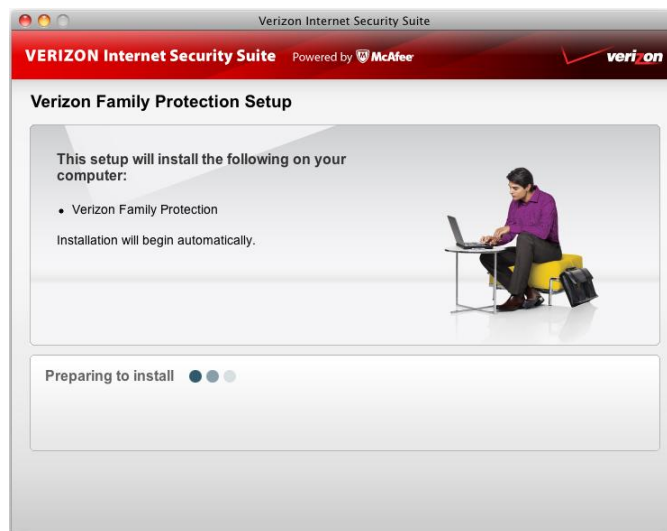 Verizon Internet Security Suite
VERIZON Internet Security Suite Powered by McAfee verizon
Verizon Family Protection Setup
This setup will install the following on your
computer:
• Verizon Family Protection
Installation will begin automatically.
Preparing to install